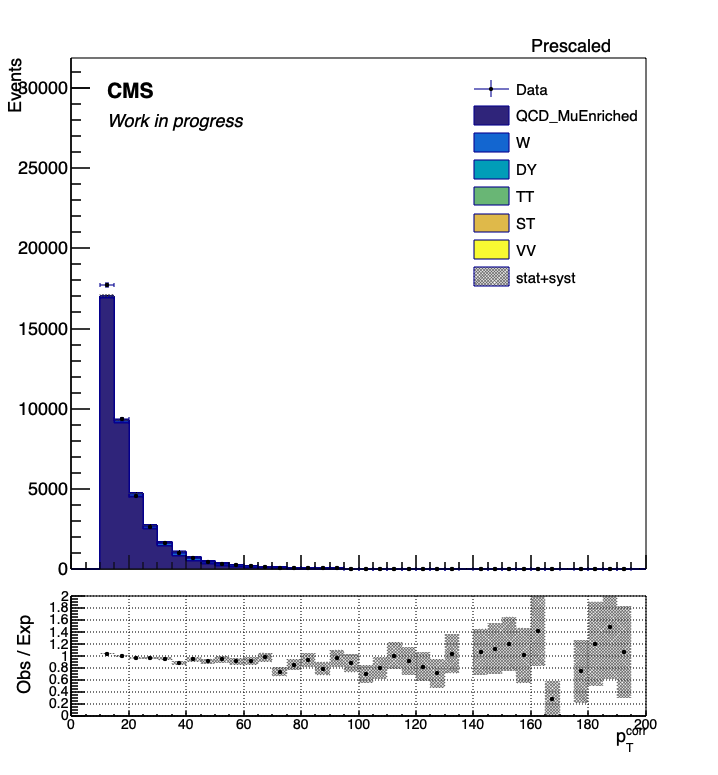 Prescaled
Events
CMS
Work in progress
Data
QCD_MuEnriched
W
DY
TT
ST
VV
stat+syst
30000
25000
20000
15000
10000
5000
0
Obs / Exp
2
1.8
1.6
1.4
1.2
1
0.8
0.6
0.4
0.2
0
0 20 40 60 80 100 120 140 160 180 200
p_T^corr